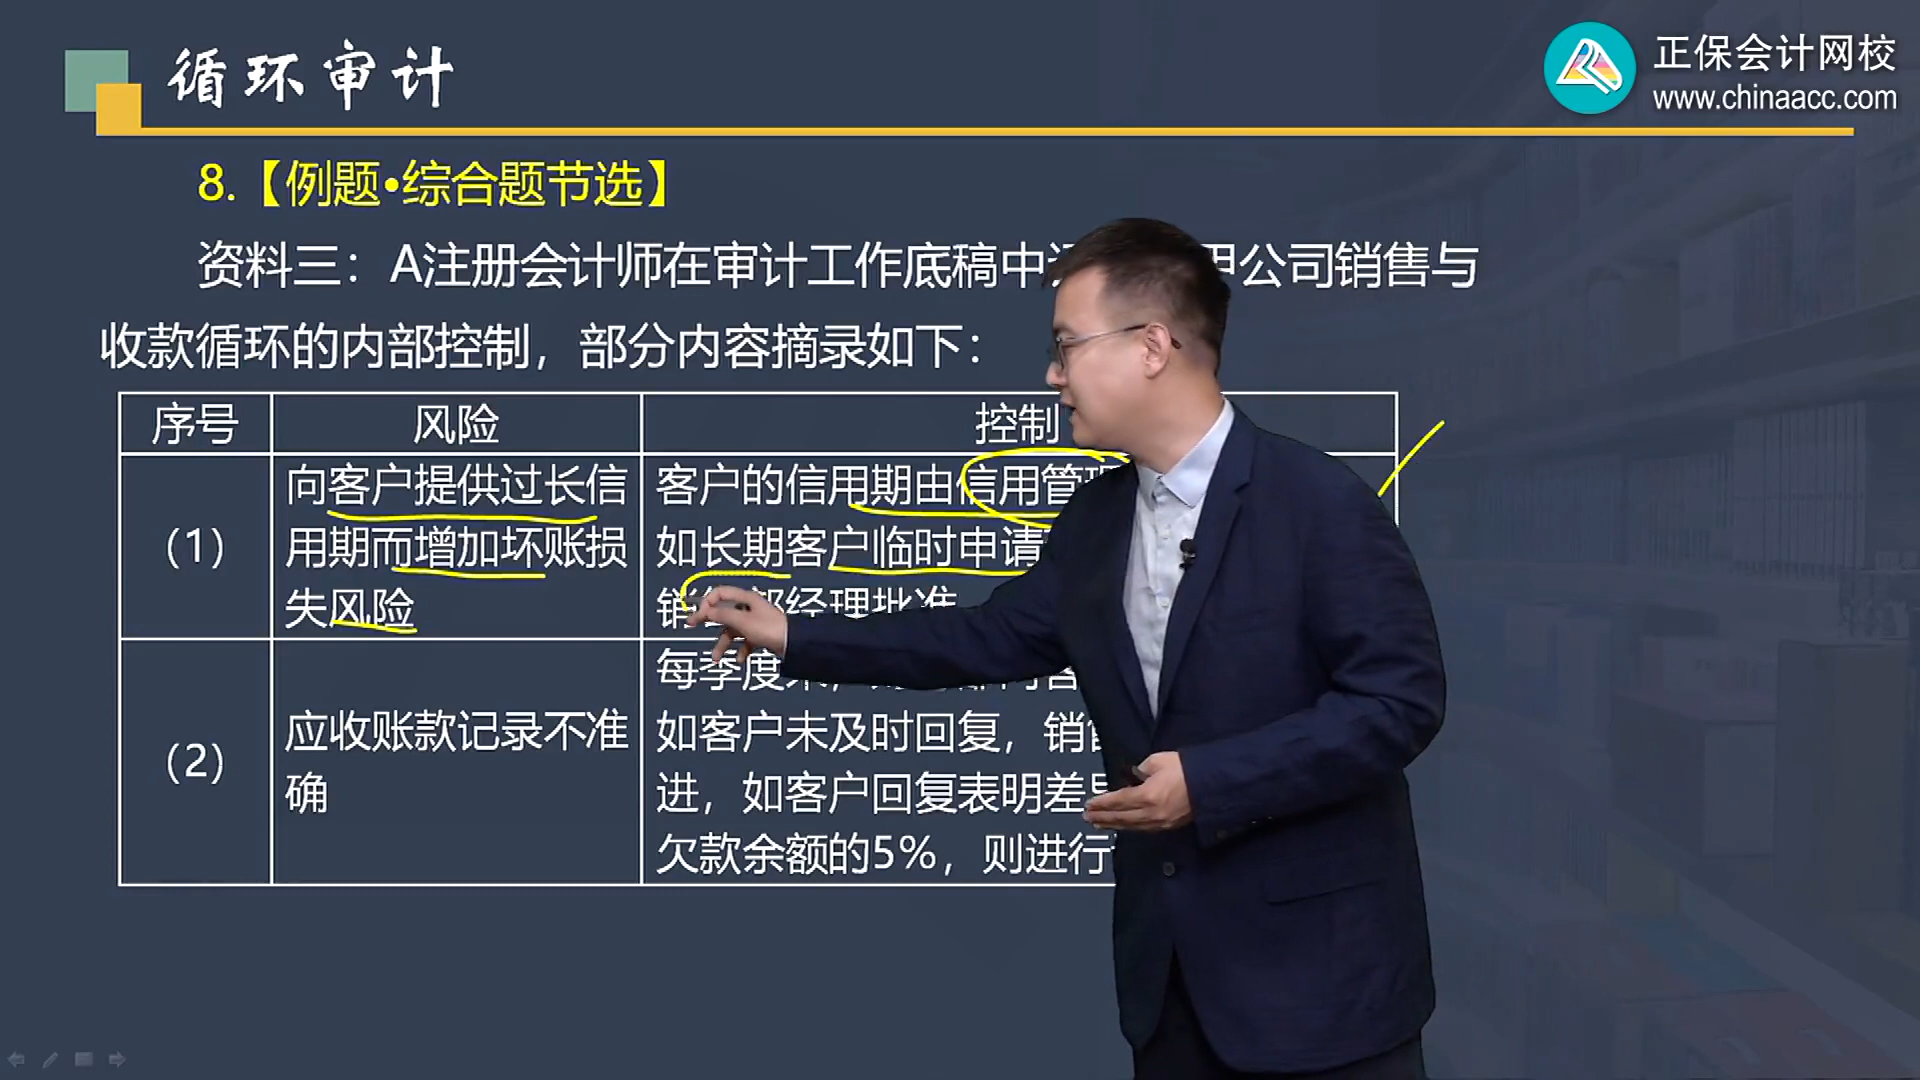 循环审计
正保会计网校
www.chinaacc.com
8.【例题•综合题节选】
资料三：A注册会计师在审计工作底稿中 甲公司销售与
收款循环的内部控制，部分内容摘录如下：
序号 风险 控制
（1）
向客户提供过长信
用期而增加坏账损
失风险
客户的信用期由信用管理
如长期客户临时申请
销售部经理批准
（2）
应收账款记录不准
确
每季度末，
如客户未及时回复，销售
进，如客户回复表明差异
欠款余额的5%，则进行